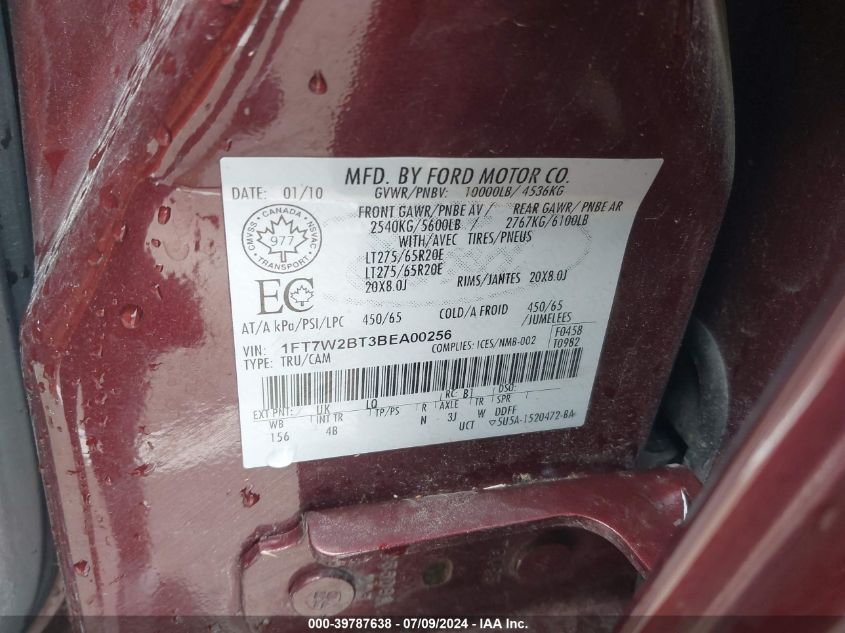 MFD. BY FORD MOTOR CO.
DATE: 01/10 GVWR/PNBV: 10000LB/ 4536KG
FRONT GAWR/PNBE AV / REAR GAWR/ PNBE AR
2540KG/5600LB / 2767KG/6100LB
WITH/AVEC TIRES/PNEUS
LT275/65R20E
LT275/65R20E
20X8.0J RIMS/JANTES 20X8.0J
CANADA
CMVSS 977 NSVAC
TRANSPORT
EC
AT/A kPa/PSI/LPC 450/65 COLD/A FROID 450/65
/JUMELEES
VIN: 1FT7W2BT3BEA00256 COMPLIES: ICES/NMB-002 F0458
TYPE: TRU/CAM T0982
EXT PNT: UK LQ RC: B1 DSO:
WB INT TR TP/PS R AXLE TR SPR
156 4B N 3J W DDFF
UCT 5U5A-1520472-BA
000-39787638 - 07/09/2024 - IAA Inc.